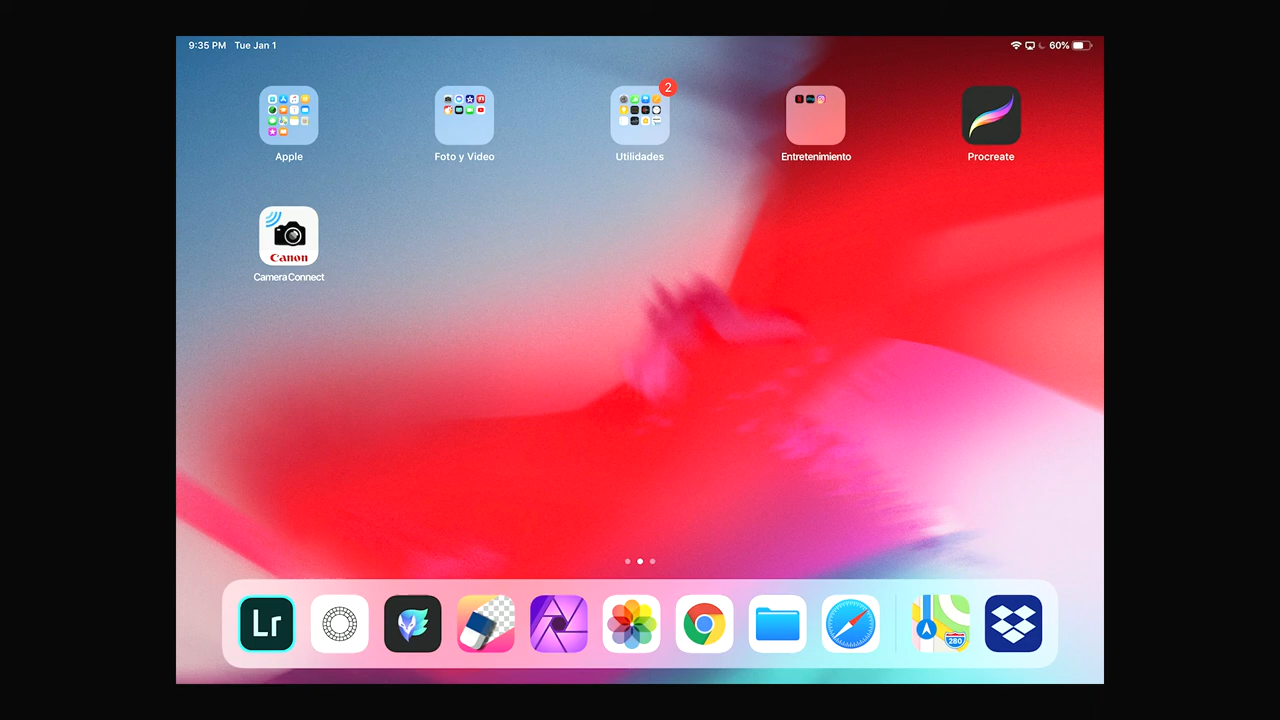 9:35 PM Tue Jan 1 60%
2
Apple Foto y Video Utilidades Entretenimiento Procreate
Canon
Camera Connect
Lr 280